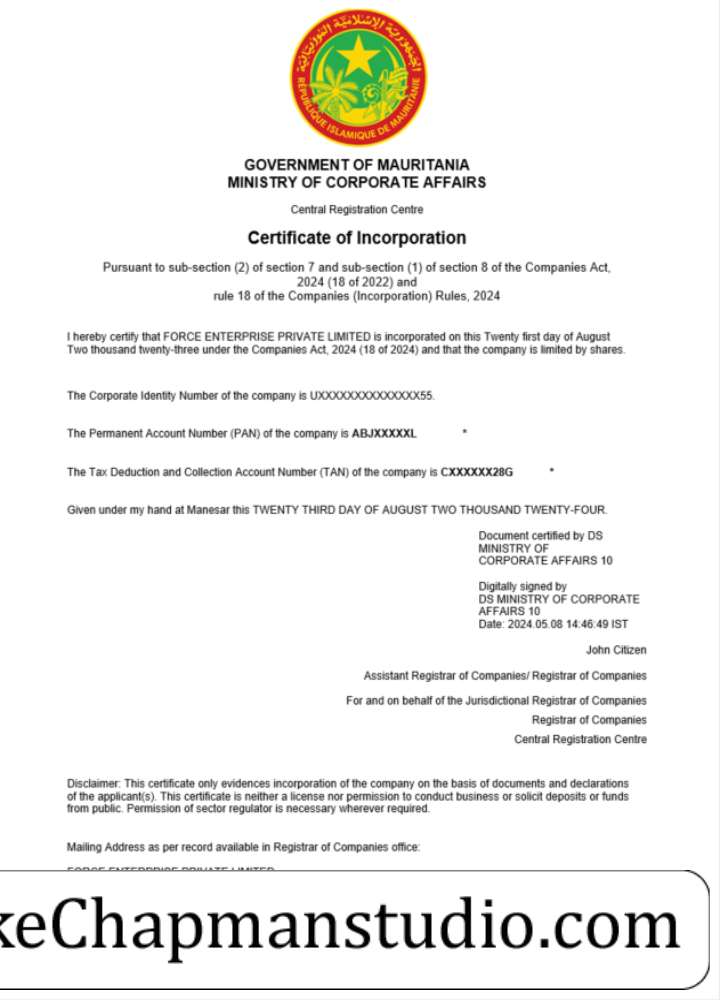 الجمهورية الإسلامية الموريتانية
RÉPUBLIQUE ISLAMIQUE DE MAURITANIE
GOVERNMENT OF MAURITANIA
MINISTRY OF CORPORATE AFFAIRS
Central Registration Centre
Certificate of Incorporation
Pursuant to sub-section (2) of section 7 and sub-section (1) of section 8 of the Companies Act,
2024 (18 of 2022) and
rule 18 of the Companies (Incorporation) Rules, 2024
I hereby certify that FORCE ENTERPRISE PRIVATE LIMITED is incorporated on this Twenty first day of August
Two thousand twenty-three under the Companies Act, 2024 (18 of 2024) and that the company is limited by shares.
The Corporate Identity Number of the company is UXXXXXXXXXXXXXX55.
The Permanent Account Number (PAN) of the company is ABJXXXXXL *
The Tax Deduction and Collection Account Number (TAN) of the company is CXXXXXX28G *
Given under my hand at Manesar this TWENTY THIRD DAY OF AUGUST TWO THOUSAND TWENTY-FOUR.
Document certified by DS
MINISTRY OF
CORPORATE AFFAIRS 10
Digitally signed by
DS MINISTRY OF CORPORATE
AFFAIRS 10
Date: 2024.05.08 14:46:49 IST
John Citizen
Assistant Registrar of Companies/ Registrar of Companies
For and on behalf of the Jurisdictional Registrar of Companies
Registrar of Companies
Central Registration Centre
Disclaimer: This certificate only evidences incorporation of the company on the basis of documents and declarations
of the applicant(s). This certificate is neither a license nor permission to conduct business or solicit deposits or funds
from public. Permission of sector regulator is necessary wherever required.
Mailing Address as per record available in Registrar of Companies office:
FORCE ENTERPRISE PRIVATE LIMITED
keChapmanstudio.com